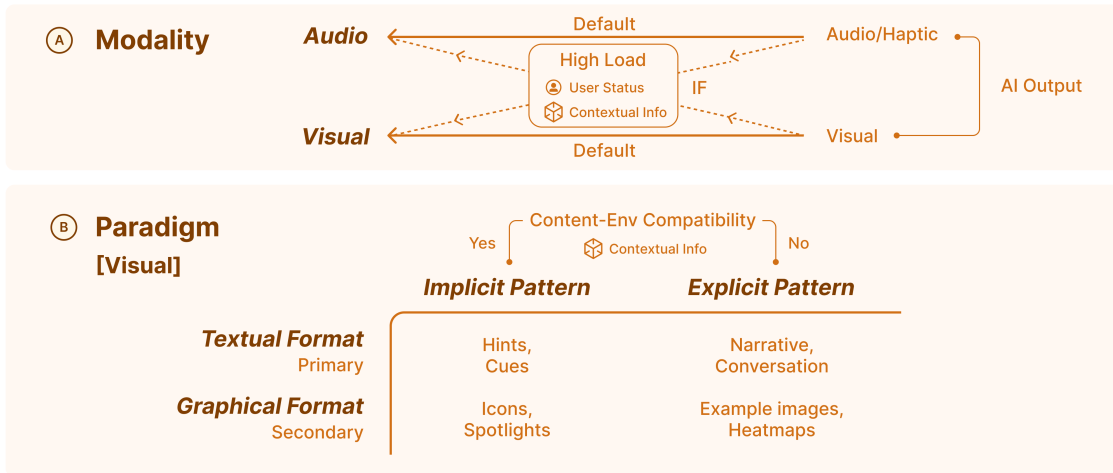 A
Modality
Audio
Default
Audio/Haptic
High Load
User Status
Contextual Info
IF
AI Output
Visual
Default
Visual
B
Paradigm
[Visual]
Content-Env Compatibility
Yes
Contextual Info
No
Implicit Pattern
Explicit Pattern
Textual Format
Primary
Hints,
Cues
Narrative,
Conversation
Graphical Format
Secondary
Icons,
Spotlights
Example images,
Heatmaps